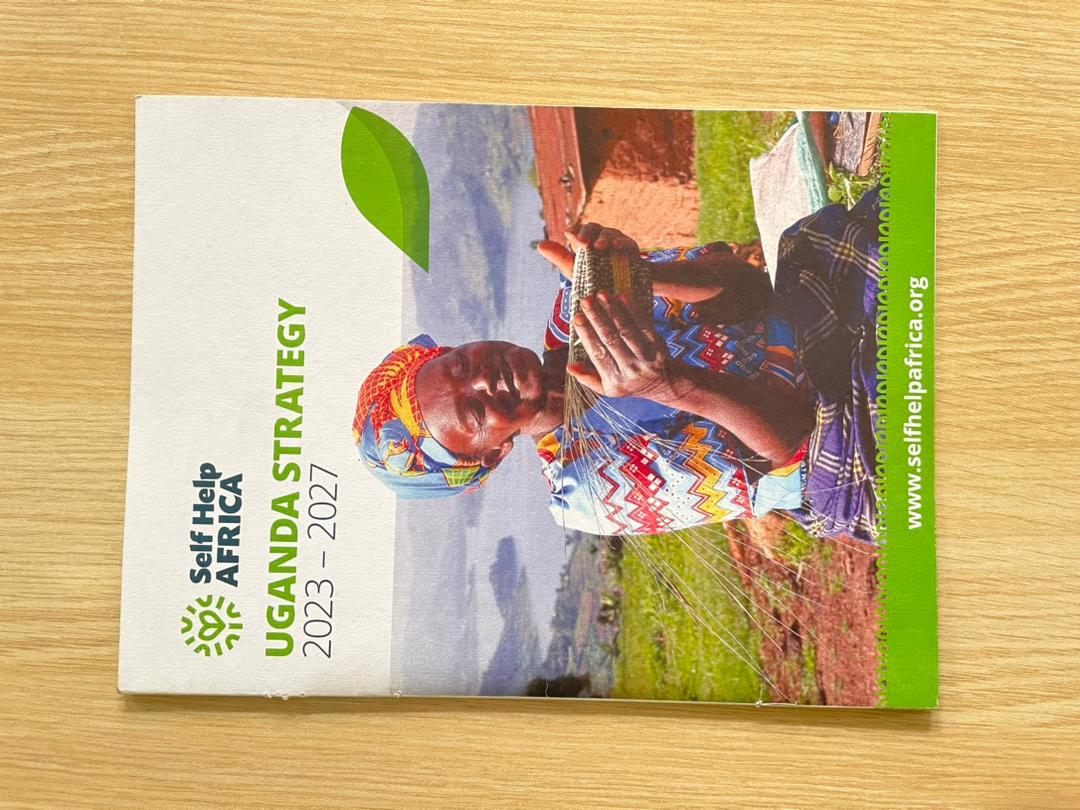 Self Help
AFRICA
UGANDA STRATEGY
2023 – 2027
www.selfhelpafrica.org